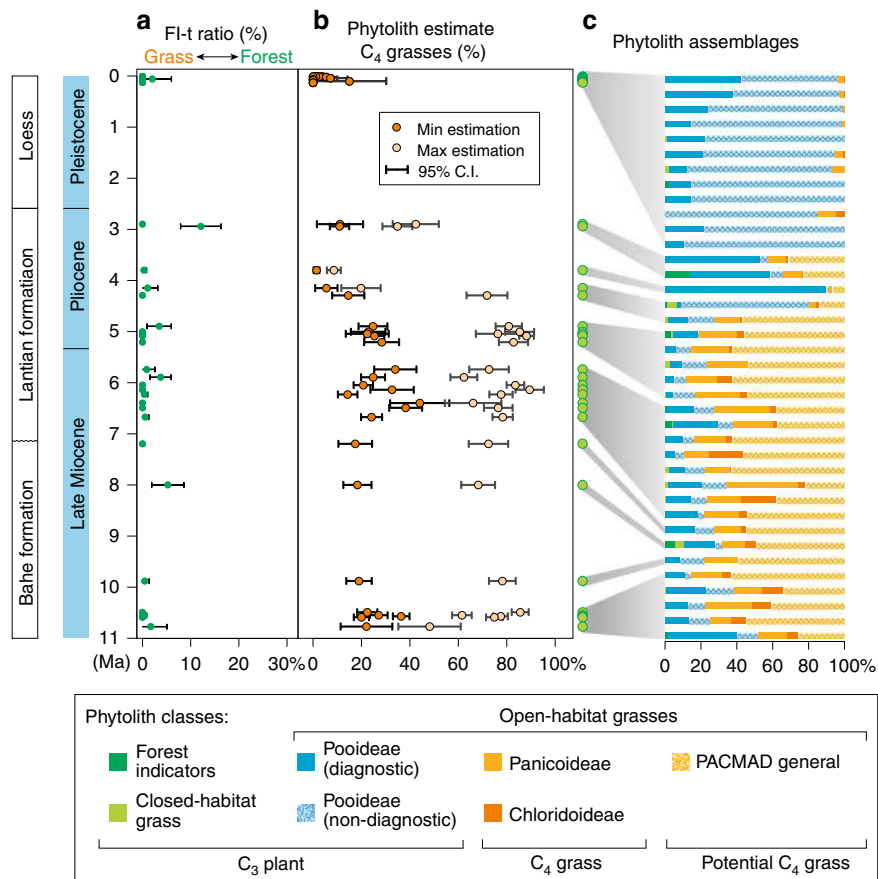 a
b
c
FI-t ratio (%)
Grass Forest
Phytolith estimate
C4 grasses (%)
Phytolith assemblages
Min estimation
Max estimation
95% C.I.
Loess
Lantian formatiaon
Bahe formation
Pleistocene
Pliocene
Late Miocene
0
1
2
3
4
5
6
7
8
9
10
11
(Ma)
0 10 20 30%
0 20 40 60 80 100%
0 20 40 60 80 100%
Phytolith classes:
Open-habitat grasses
Forest
indicators
Closed-habitat
grass
Pooideae
(diagnostic)
Pooideae
(non-diagnostic)
Panicoideae
Chloridoideae
PACMAD general
C3 plant
C4 grass
Potential C4 grass